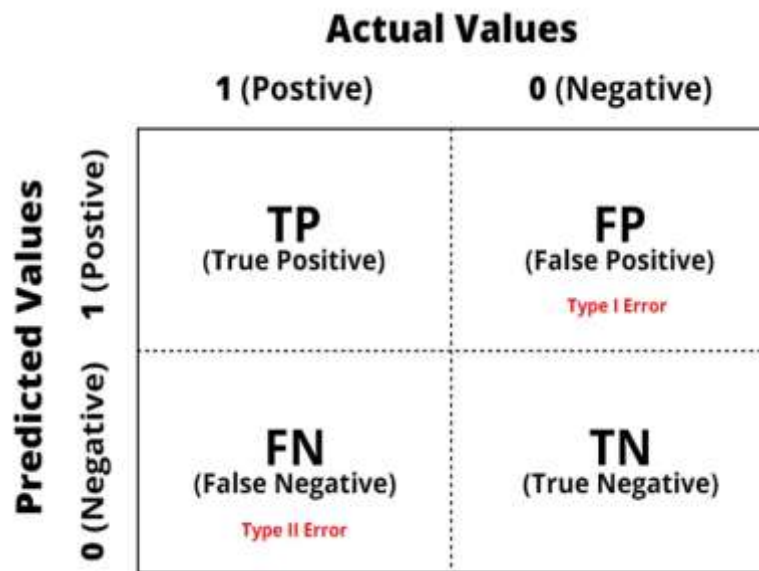 Actual Values
1 (Postive)
0 (Negative)
Predicted Values
1 (Postive)
TP
(True Positive)
FP
(False Positive)
Type I Error
0 (Negative)
FN
(False Negative)
Type II Error
TN
(True Negative)